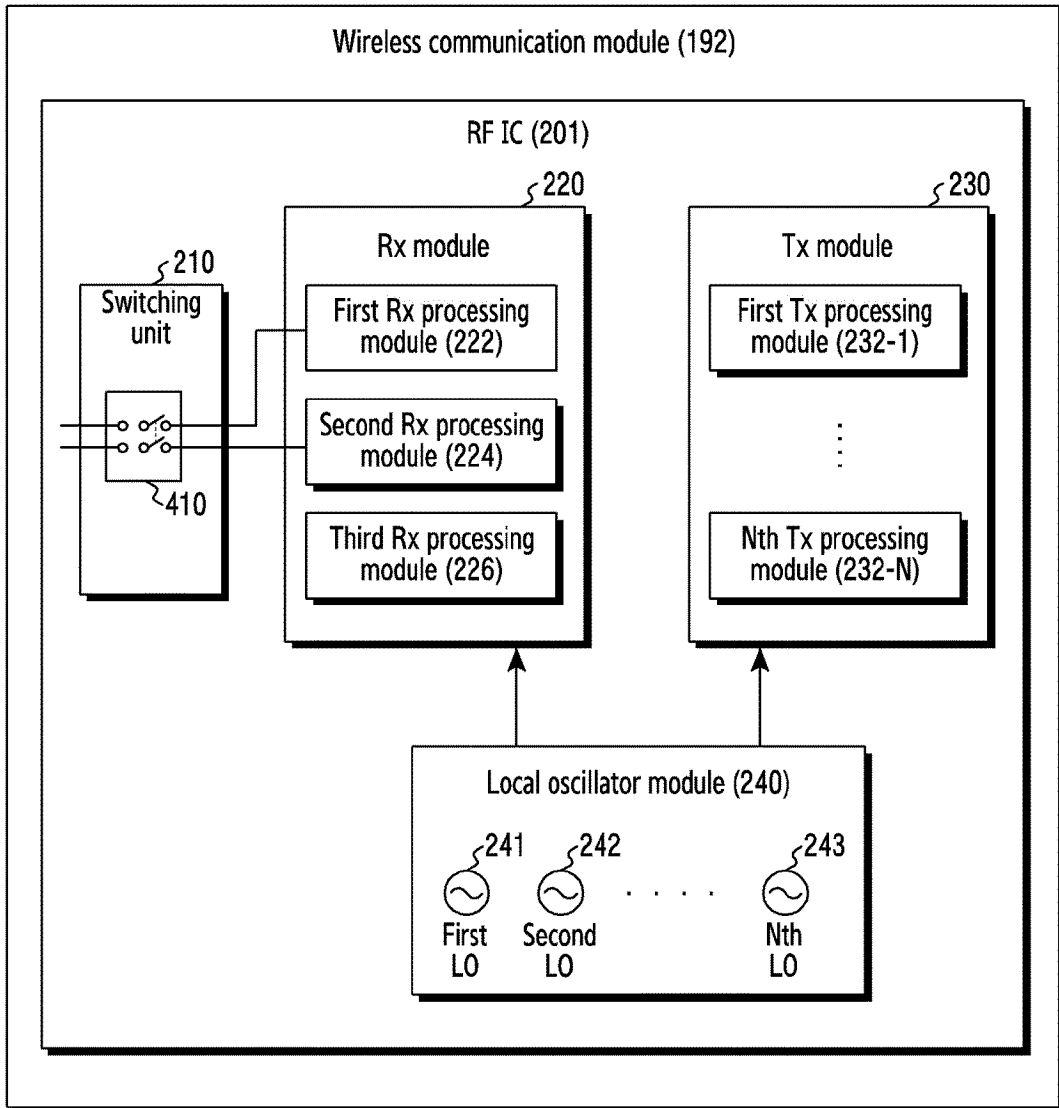 Wireless communication module (192)
RF IC (201)
210
Switching
unit
410
220
Rx module
First Rx processing
module (222)
Second Rx processing
module (224)
Third Rx processing
module (226)
230
Tx module
First Tx processing
module (232-1)
Nth Tx processing
module (232-N)
Local oscillator module (240)
241
First
LO
242
Second
LO
243
Nth
LO